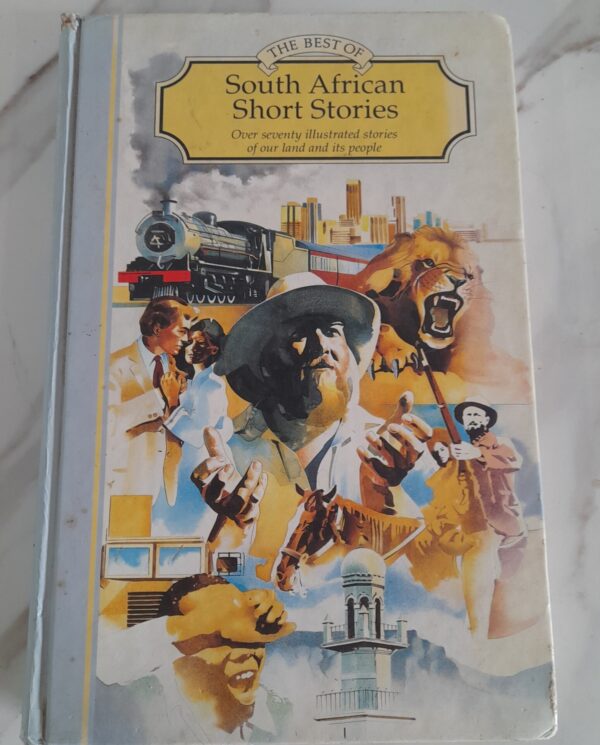 THE BEST OF
South African
Short Stories
Over seventy illustrated stories
of our land and its people